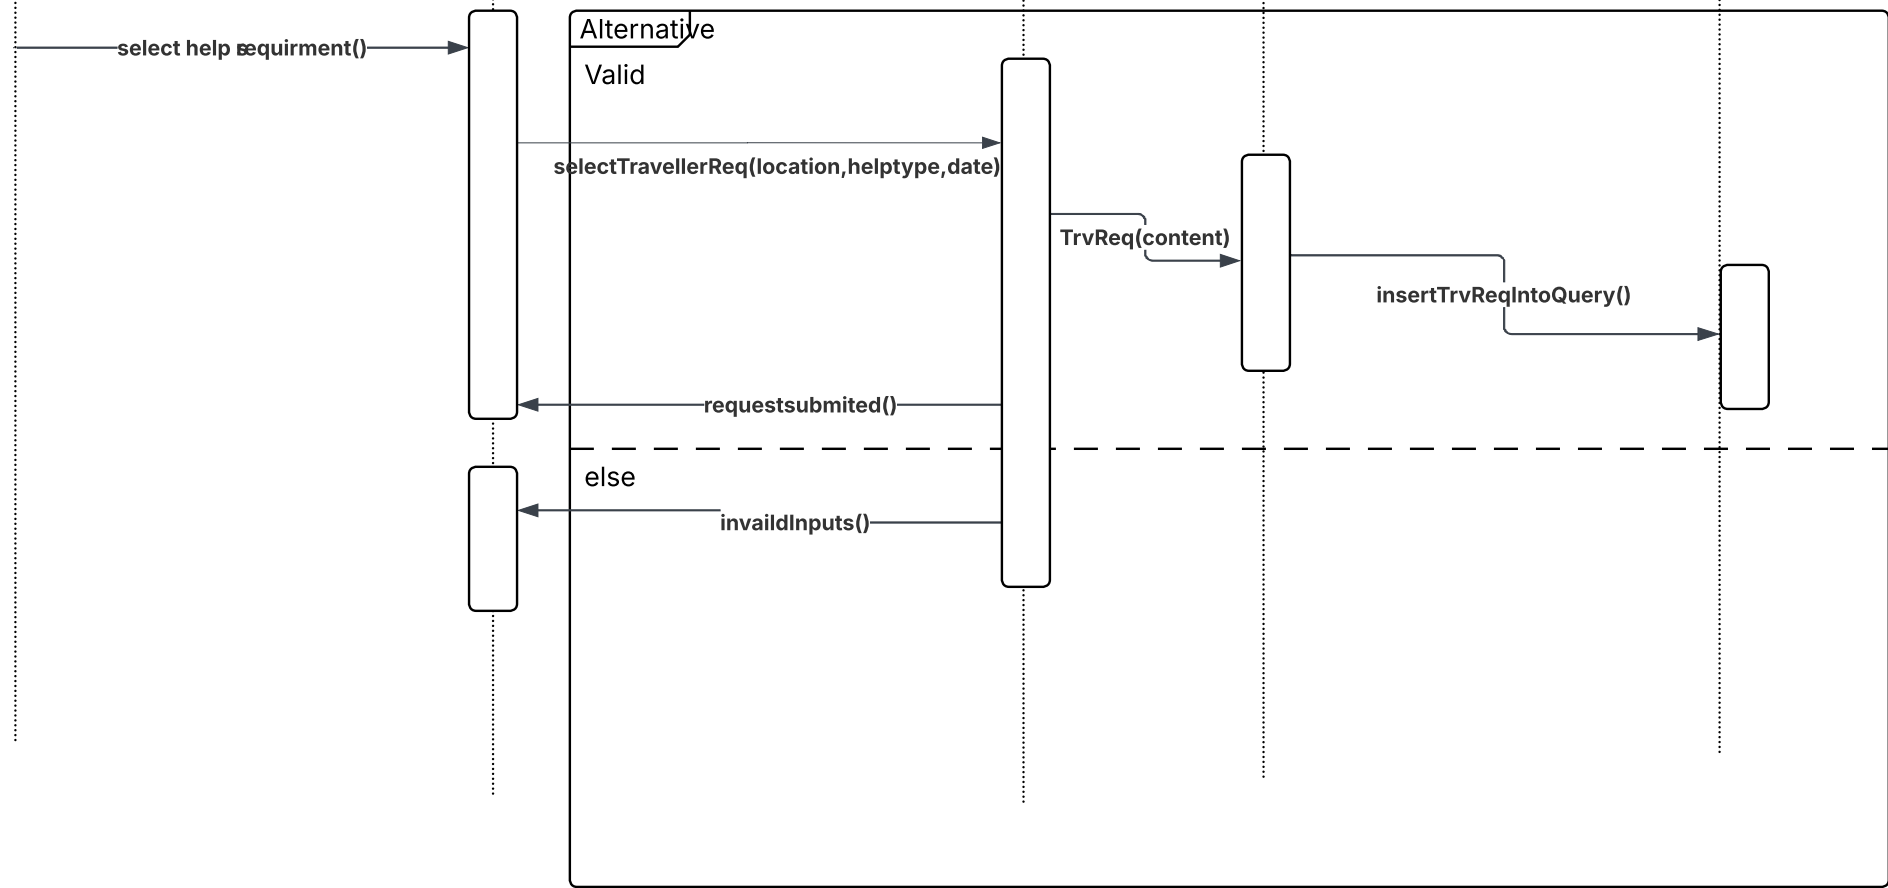 Alternative
select help requirment()
Valid
selectTravellerReq(location,helptype,date)
TrvReq(content)
insertTrvReqIntoQuery()
requestsubmited()
else
invaildInputs()